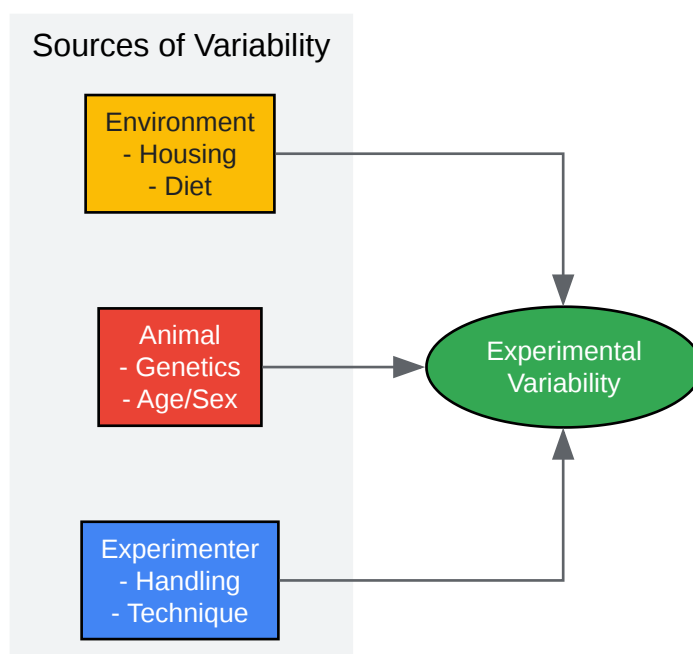 Sources of Variability
Environment
- Housing
- Diet
Animal
- Genetics
- Age/Sex
Experimental
Variability
Experimenter
- Handling
- Technique